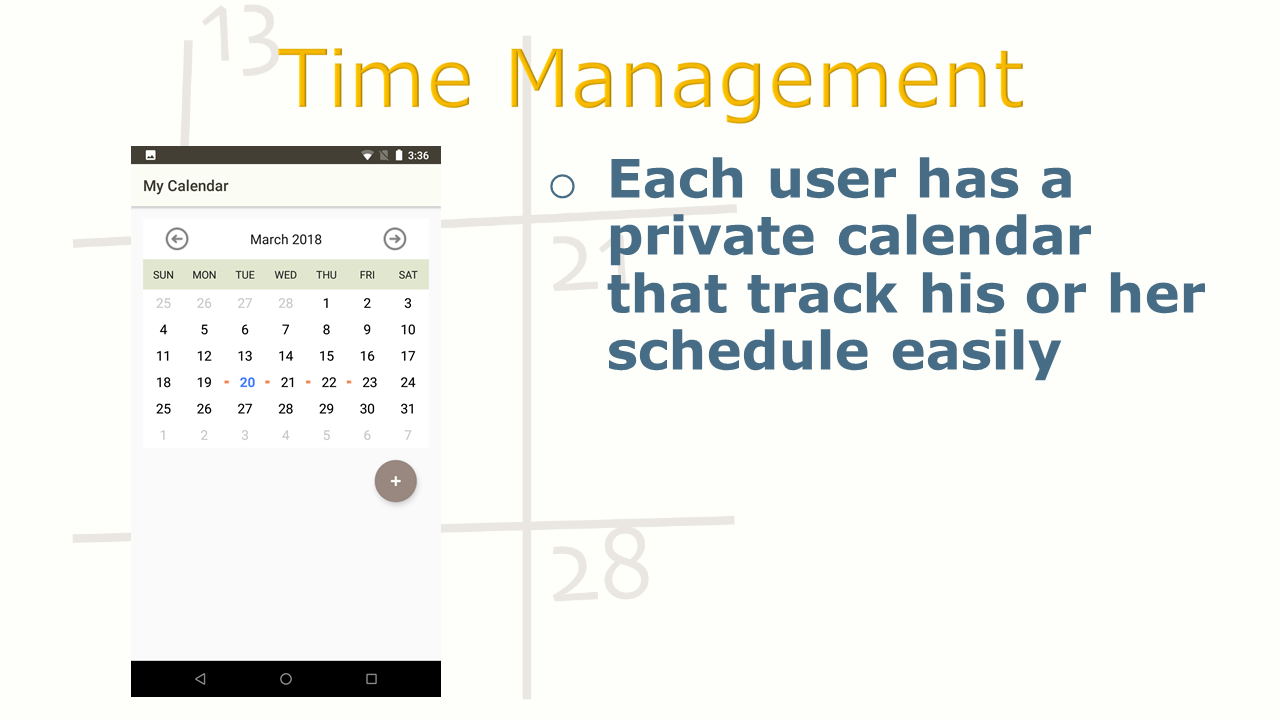 13
Time Management
3:36
My Calendar
March 2018
SUN MON TUE WED THU FRI SAT
25 26 27 28 1 2 3
4 5 6 7 8 9 10
11 12 13 14 15 16 17
18 19 - 20 - 21 - 22 - 23 24
25 26 27 28 29 30 31
1 2 3 4 5 6 7
+
Each user has a
private calendar
that track his or her
schedule easily
21
28